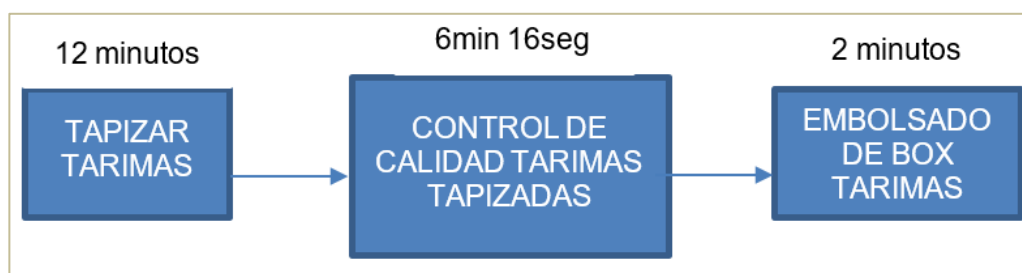 12 minutos
6min 16seg
2 minutos
TAPIZAR
TARIMAS
CONTROL DE
CALIDAD TARIMAS
TAPIZADAS
EMBOLSADO
DE BOX
TARIMAS